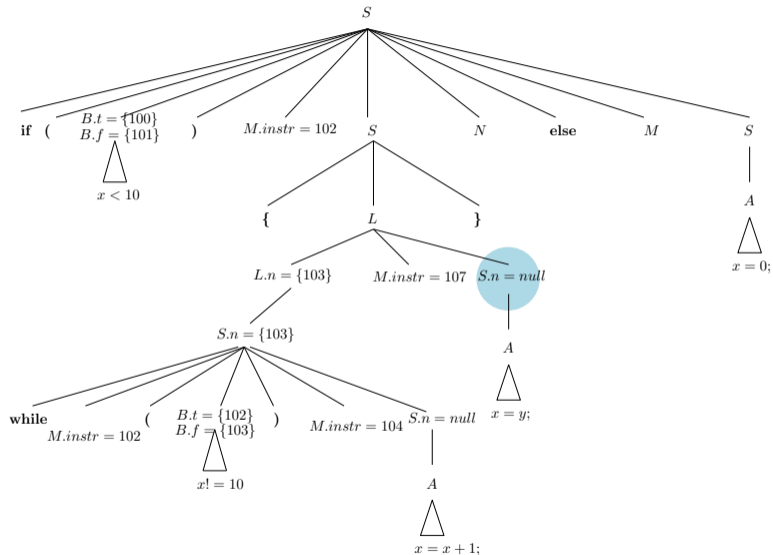 S
if ( B.t = {100} ) M.instr = 102 S N else M S
B.f = {101}
x < 10
A
{ L }
x = 0;
L.n = {103} M.instr = 107 S.n = null
S.n = {103}
A
while M.instr = 102 ( B.t = {102} ) M.instr = 104 S.n = null
B.f = {103}
x = y;
x! = 10
A
x = x + 1;